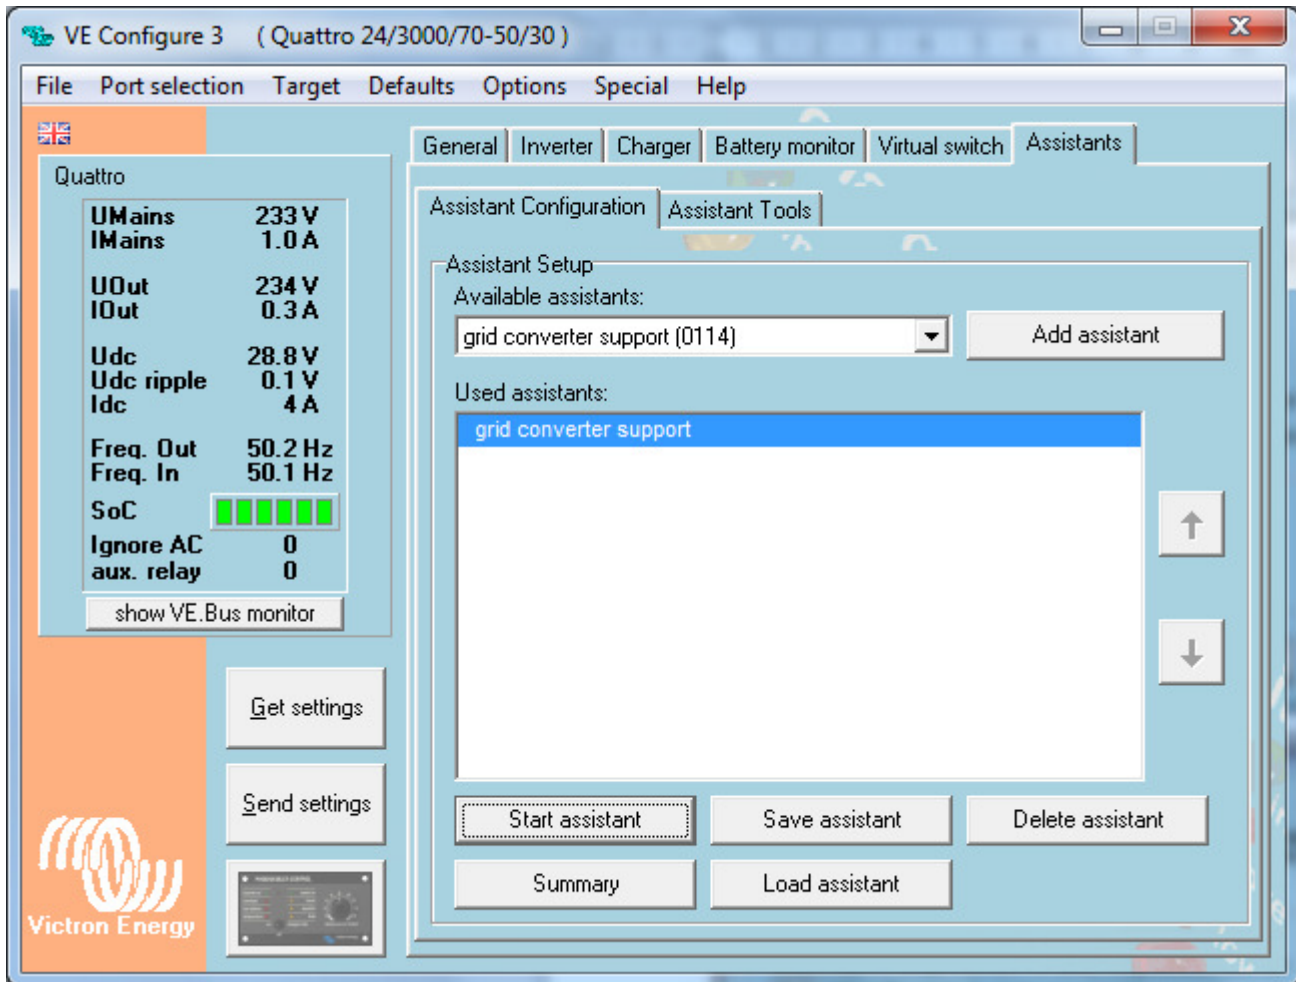 VE Configure 3 ( Quattro 24/3000/70-50/30 )
File Port selection Target Defaults Options Special Help
Quattro
UMains 233 V
IMains 1.0 A
UOut 234 V
IOut 0.3 A
Udc 28.8 V
Udc ripple 0.1 V
Idc 4 A
Freq. Out 50.2 Hz
Freq. In 50.1 Hz
SoC
Ignore AC 0
aux. relay 0
show VE.Bus monitor
Get settings
Send settings
Victron Energy
General Inverter Charger Battery monitor Virtual switch Assistants
Assistant Configuration Assistant Tools
Assistant Setup
Available assistants:
grid converter support (0114) Add assistant
Used assistants:
grid converter support
Start assistant Save assistant Delete assistant
Summary Load assistant